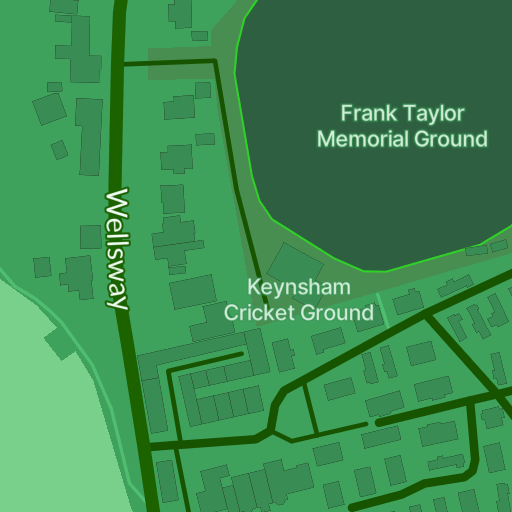 Frank Taylor
Memorial Ground
Wellsway
Keynsham
Cricket Ground